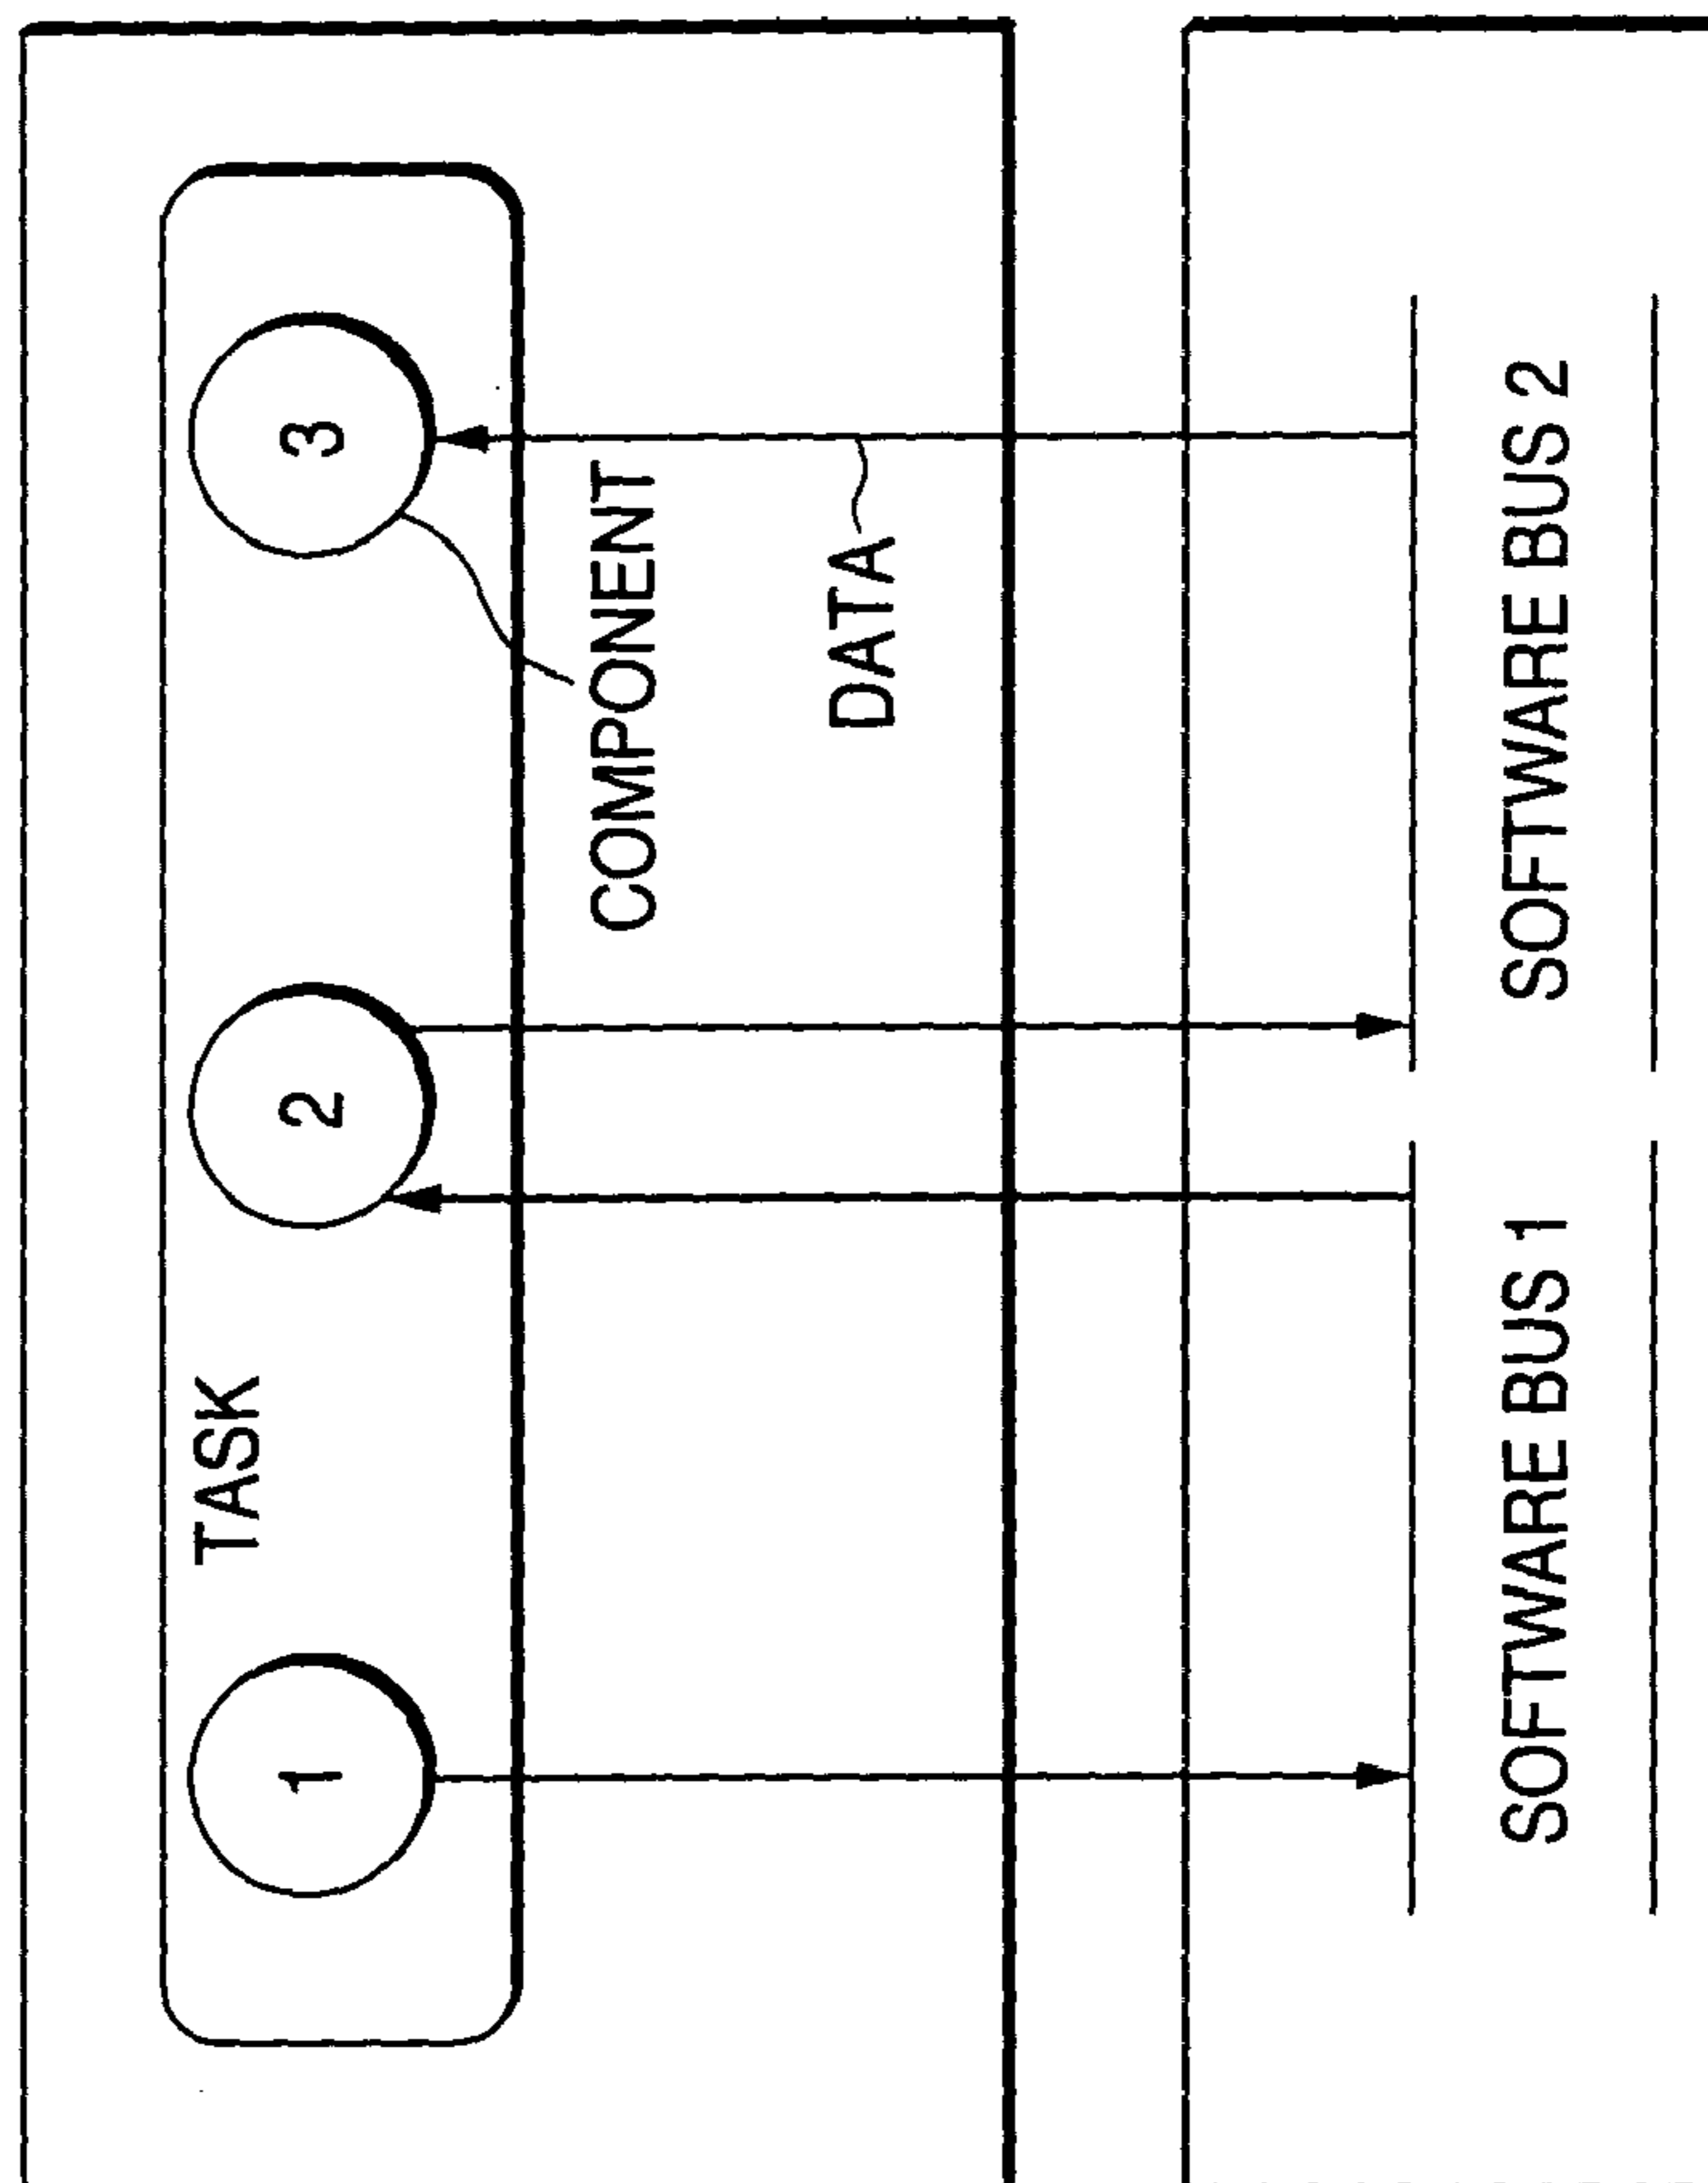 TASK
1
2
3
COMPONENT
DATA
SOFTWARE BUS 1
SOFTWARE BUS 2